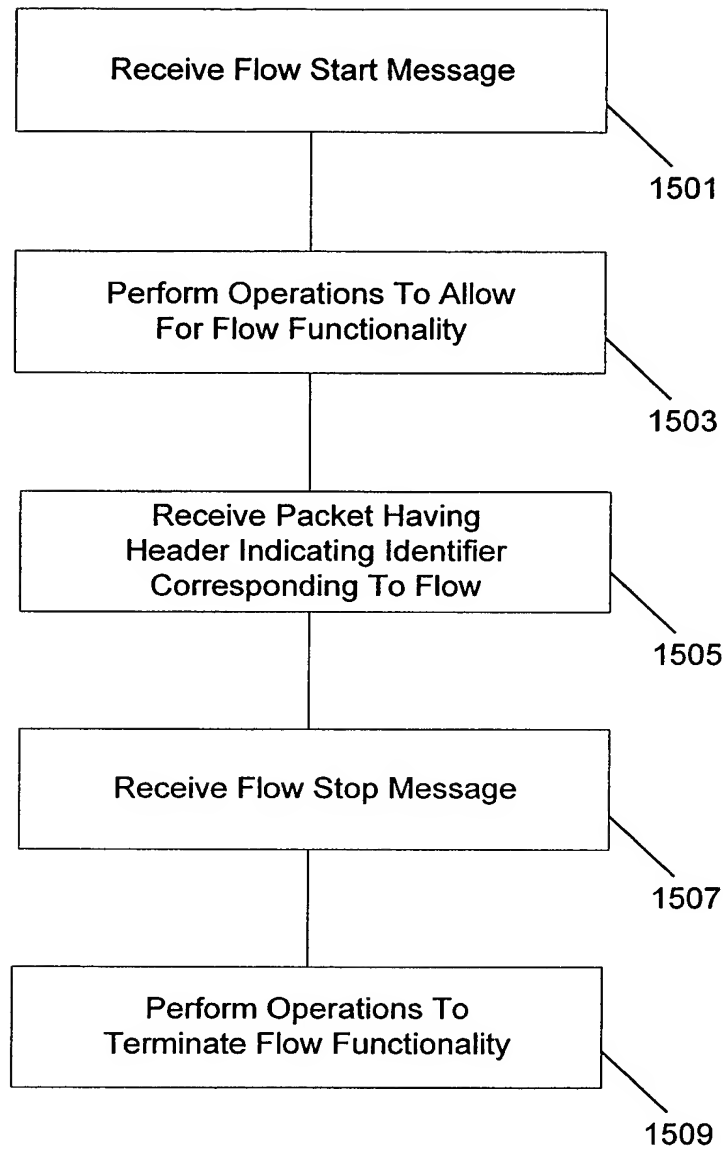 Receive Flow Start Message
1501
Perform Operations To Allow
For Flow Functionality
1503
Receive Packet Having
Header Indicating Identifier
Corresponding To Flow
1505
Receive Flow Stop Message
1507
Perform Operations To
Terminate Flow Functionality
1509